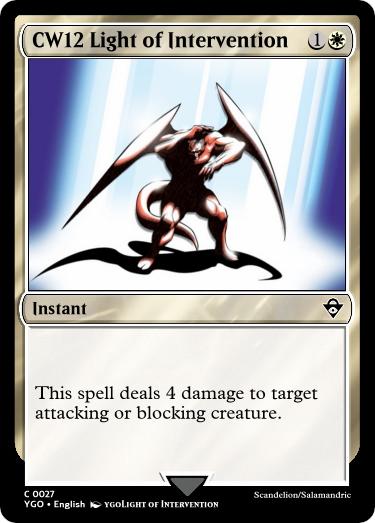 CW12 Light of Intervention 1
Instant
This spell deals 4 damage to target
attacking or blocking creature.
C 0027
YGO • English ygoLight of Intervention
Scandelion/Salamandric